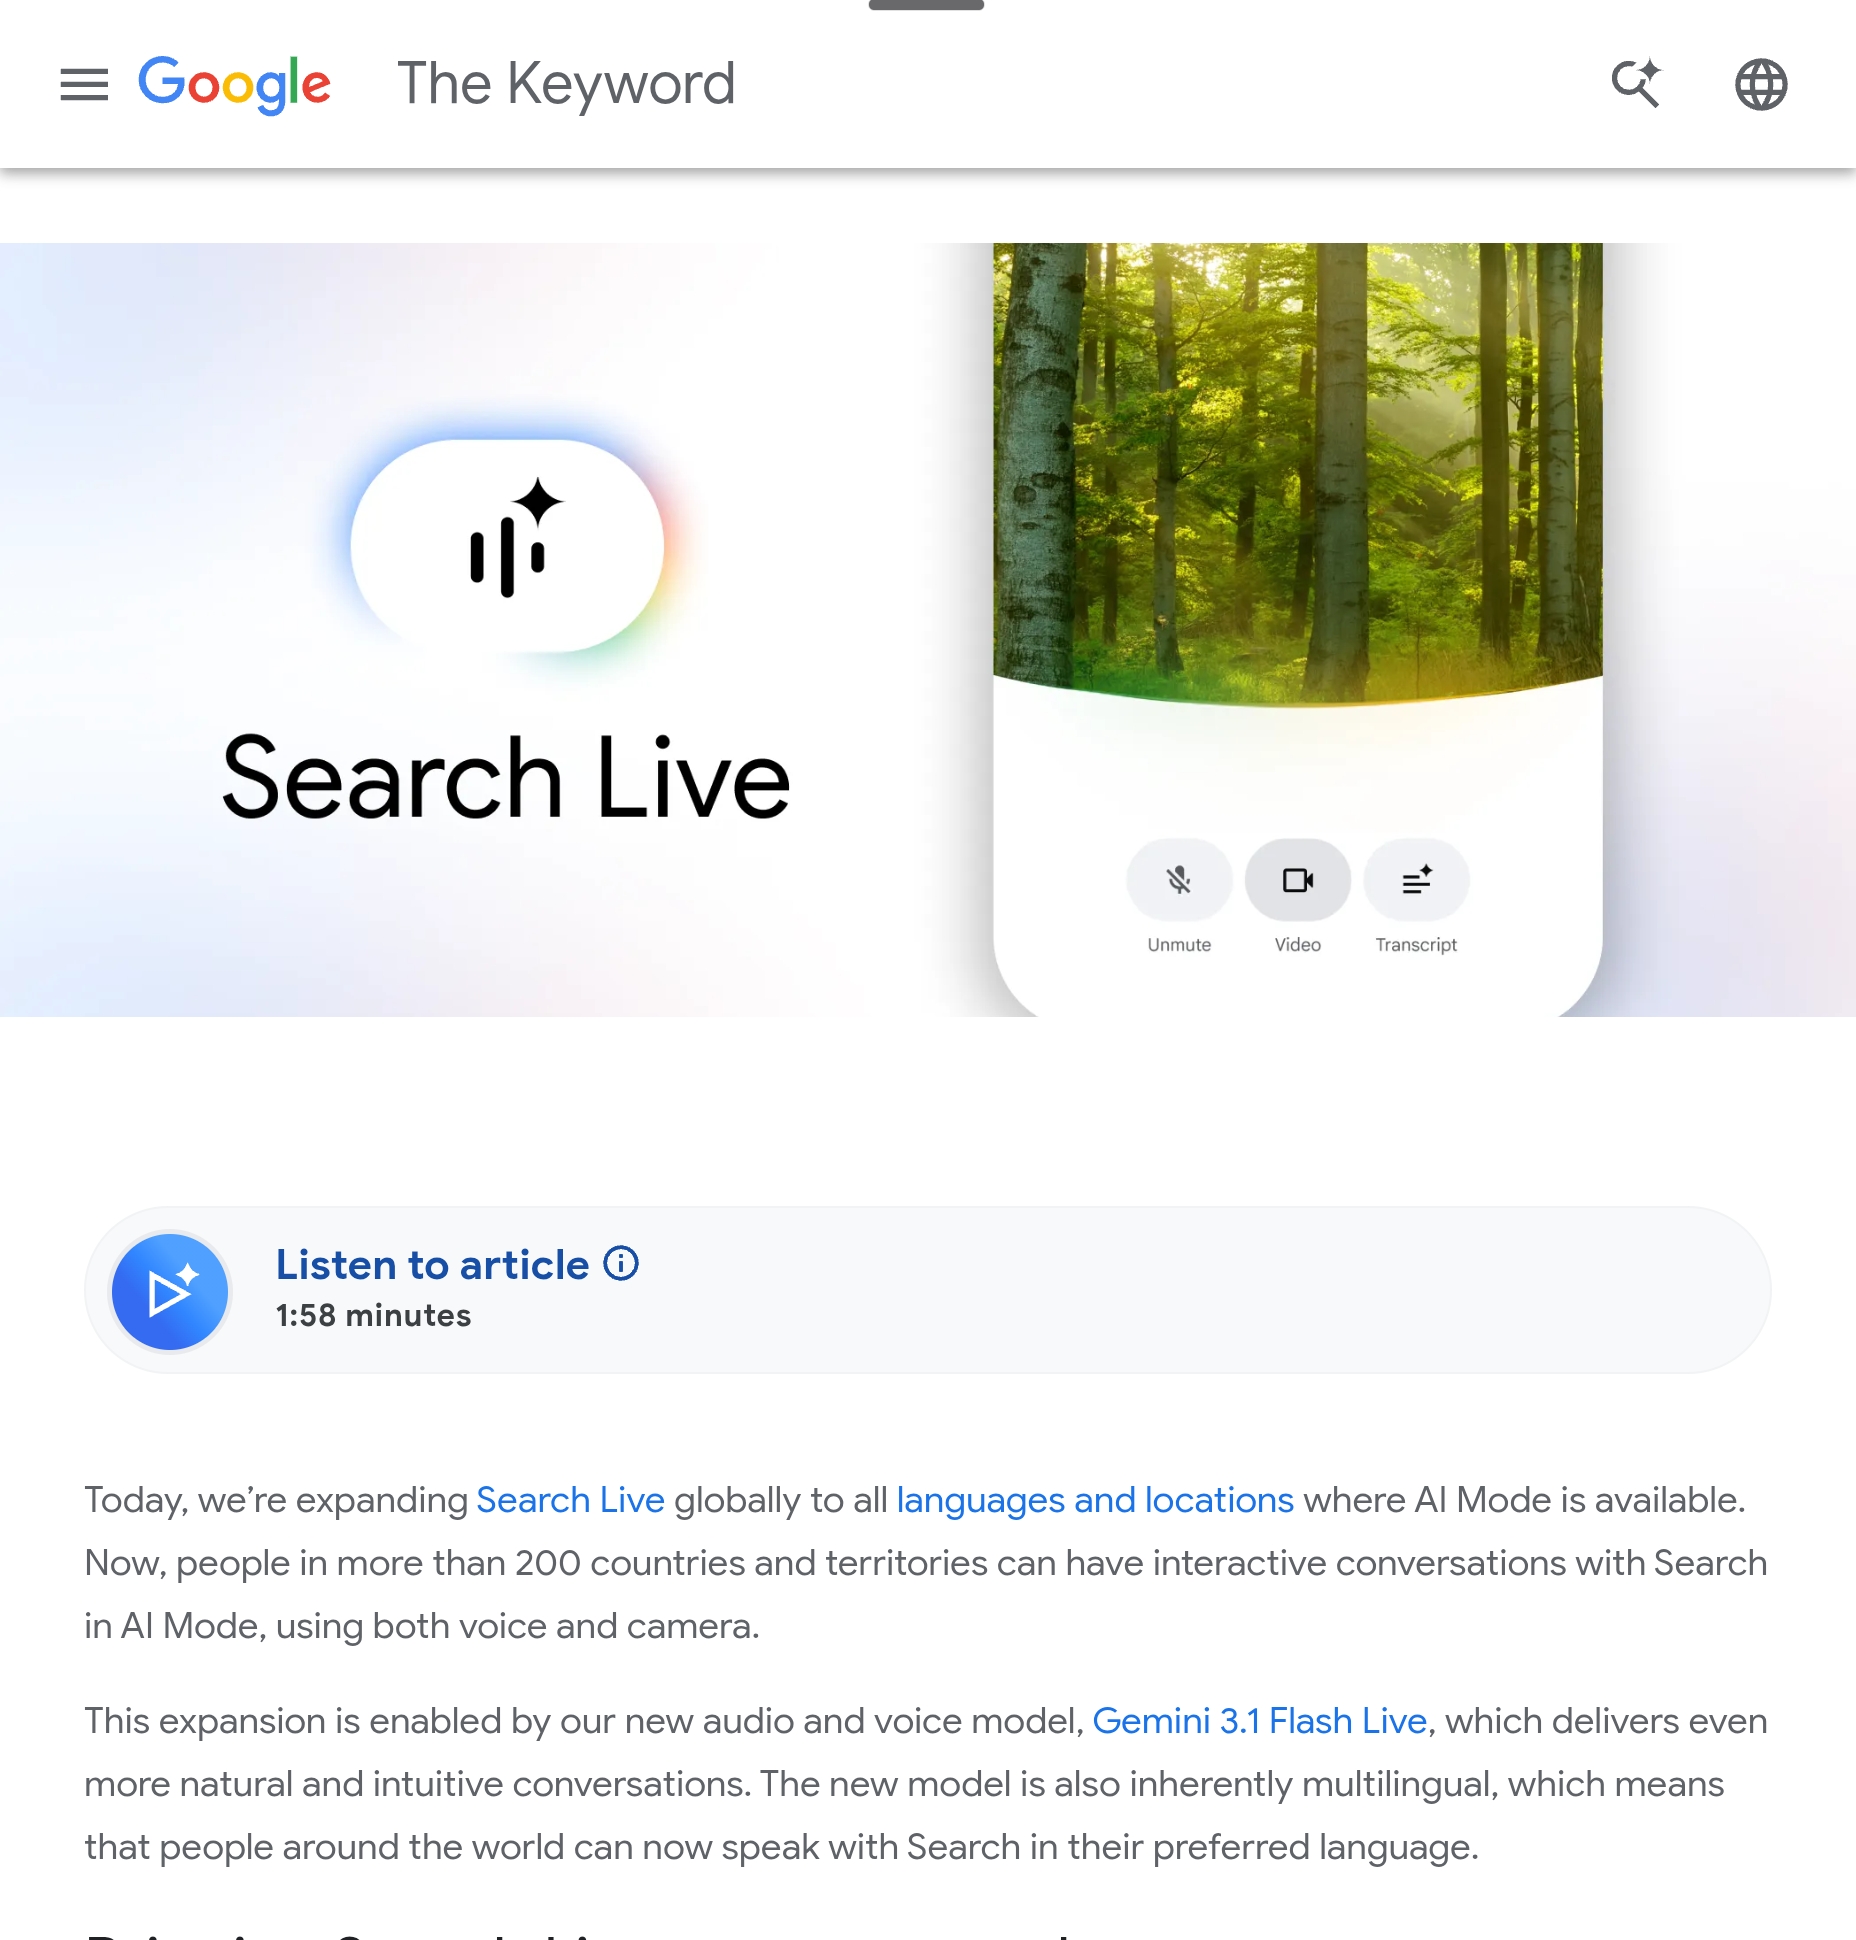 Google The Keyword
Search Live
Unmute Video Transcript
Listen to article
1:58 minutes
Today, we’re expanding Search Live globally to all languages and locations where AI Mode is available.
Now, people in more than 200 countries and territories can have interactive conversations with Search
in AI Mode, using both voice and camera.
This expansion is enabled by our new audio and voice model, Gemini 3.1 Flash Live, which delivers even
more natural and intuitive conversations. The new model is also inherently multilingual, which means
that people around the world can now speak with Search in their preferred language.